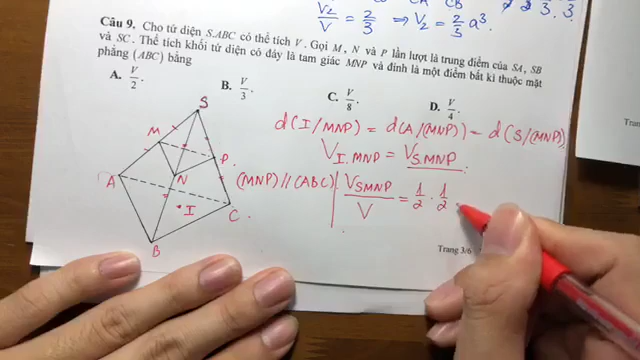 V₂/V = 2/3 ⟹ V₂ = 2/3 a³.
Câu 9. Cho tứ diện S.ABC có thể tích V. Gọi M, N và P lần lượt là trung điểm của SA, SB
và SC. Thể tích khối tứ diện có đáy là tam giác MNP và đỉnh là một điểm bất kì thuộc mặt
phẳng (ABC) bằng
A. V/2. B. V/3. C. V/8. D. V/4.
S
M
P
A
N
I
C
B
d(I/MNP) = d(A/(MNP)) = d(S/(MNP)).
V I.MNP = V S.MNP
(MNP)//(ABC)
V SMNP / V = 1/2 . 1/2 .
Trang 3/6